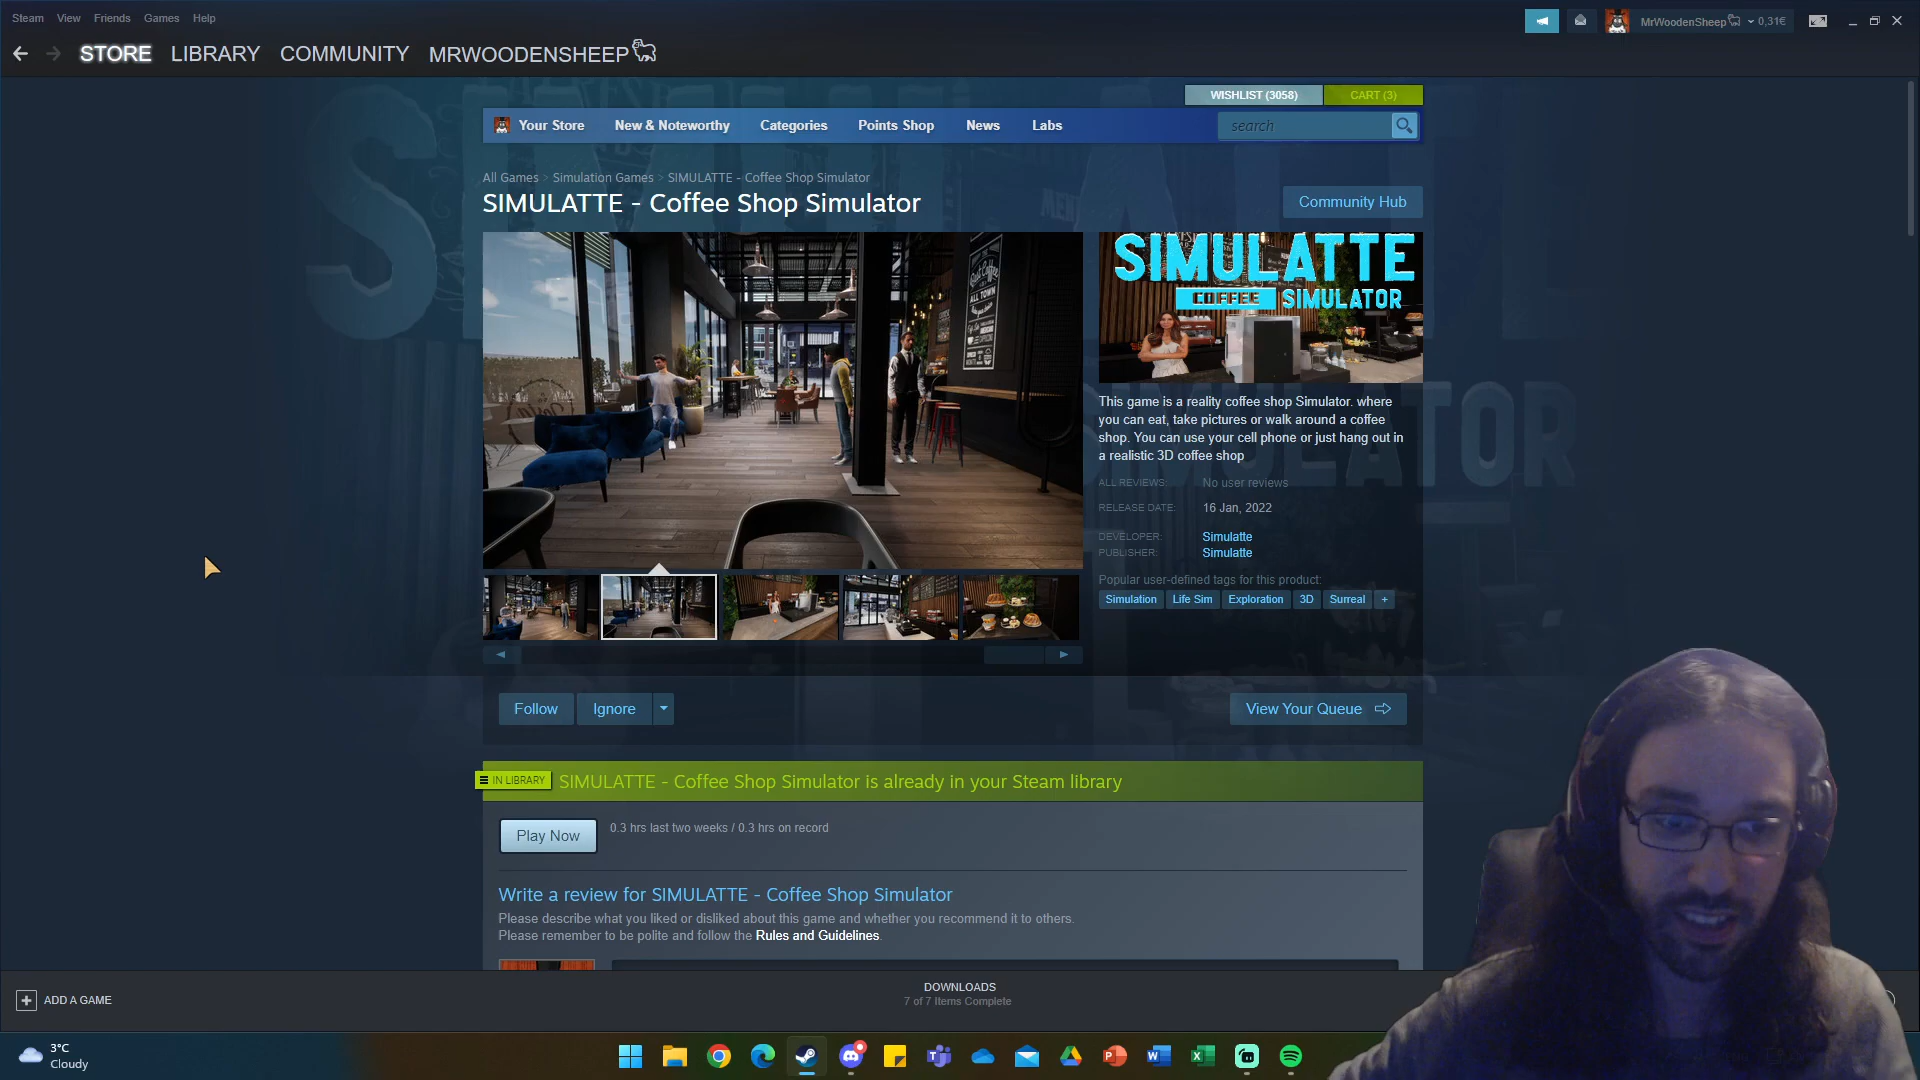 Steam View Friends Games Help
MrWoodenSheep 0,31€
STORE LIBRARY COMMUNITY MRWOODENSHEEP
WISHLIST (3058) CART (3)
Your Store New & Noteworthy Categories Points Shop News Labs search
All Games > Simulation Games > SIMULATTE - Coffee Shop Simulator
SIMULATTE - Coffee Shop Simulator
Community Hub
SIMULATTE
COFFEE SIMULATOR
This game is a reality coffee shop Simulator. where
you can eat, take pictures or walk around a coffee
shop. You can use your cell phone or just hang out in
a realistic 3D coffee shop
ALL REVIEWS: No user reviews
RELEASE DATE: 16 Jan, 2022
DEVELOPER: Simulatte
PUBLISHER: Simulatte
Popular user-defined tags for this product:
Simulation Life Sim Exploration 3D Surreal +
Follow Ignore
View Your Queue
IN LIBRARY SIMULATTE - Coffee Shop Simulator is already in your Steam library
Play Now 0.3 hrs last two weeks / 0.3 hrs on record
Write a review for SIMULATTE - Coffee Shop Simulator
Please describe what you liked or disliked about this game and whether you recommend it to others.
Please remember to be polite and follow the Rules and Guidelines.
ADD A GAME
DOWNLOADS
7 of 7 Items Complete
3°C
Cloudy